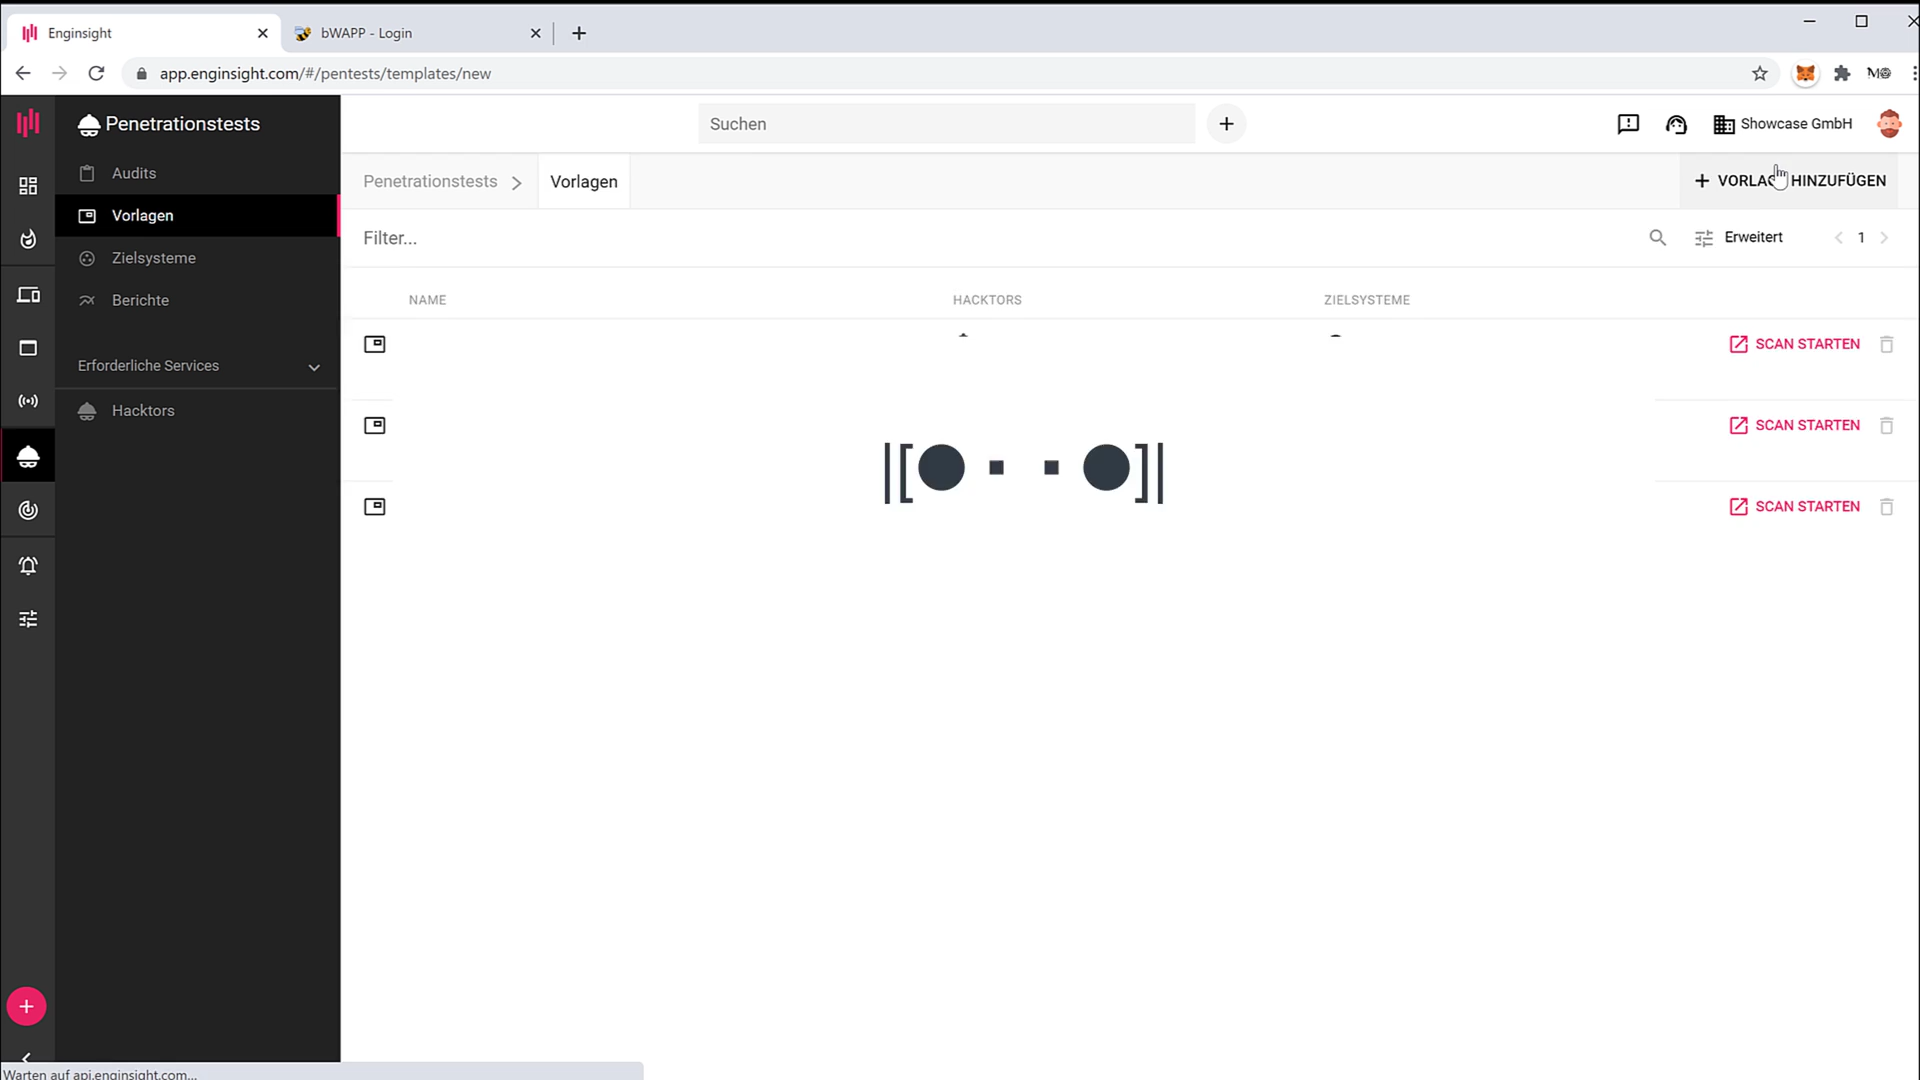 Enginsight
bWAPP - Login
app.enginsight.com/#/pentests/templates/new
Penetrationstests
Suchen
Showcase GmbH
Audits
Vorlagen
Zielsysteme
Berichte
Erforderliche Services
Hacktors
Penetrationstests
Vorlagen
HINZUFÜGEN
Filter...
Erweitert
1
NAME
HACKTORS
ZIELSYSTEME
SCAN STARTEN
SCAN STARTEN
SCAN STARTEN
|[● ▪ ▪ ●]|
Warten auf api.enginsight.com...